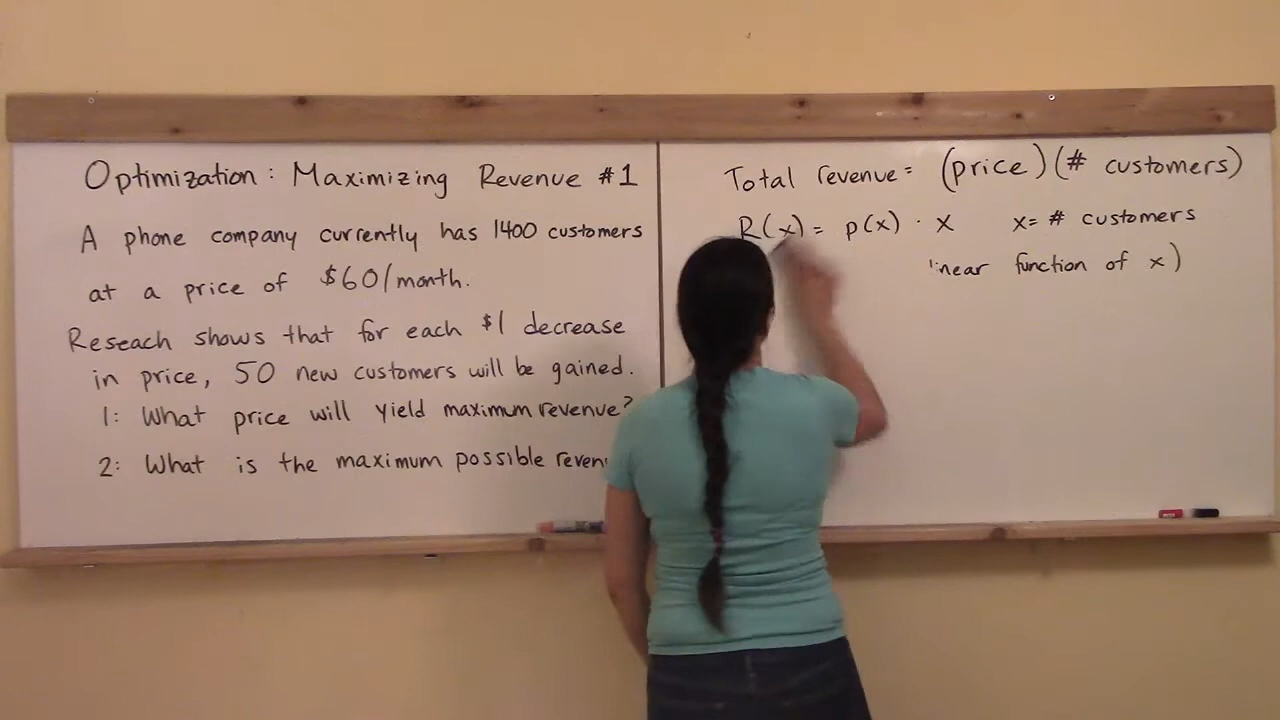 Optimization: Maximizing Revenue #1
A phone company currently has 1400 customers
at a price of $60/month.
Reseach shows that for each $1 decrease
in price, 50 new customers will be gained.
1: What price will yield maximum revenue?
2: What is the maximum possible
Total revenue = (price)(# customers)
R(x) = p(x) · x x= # customers
function of x)